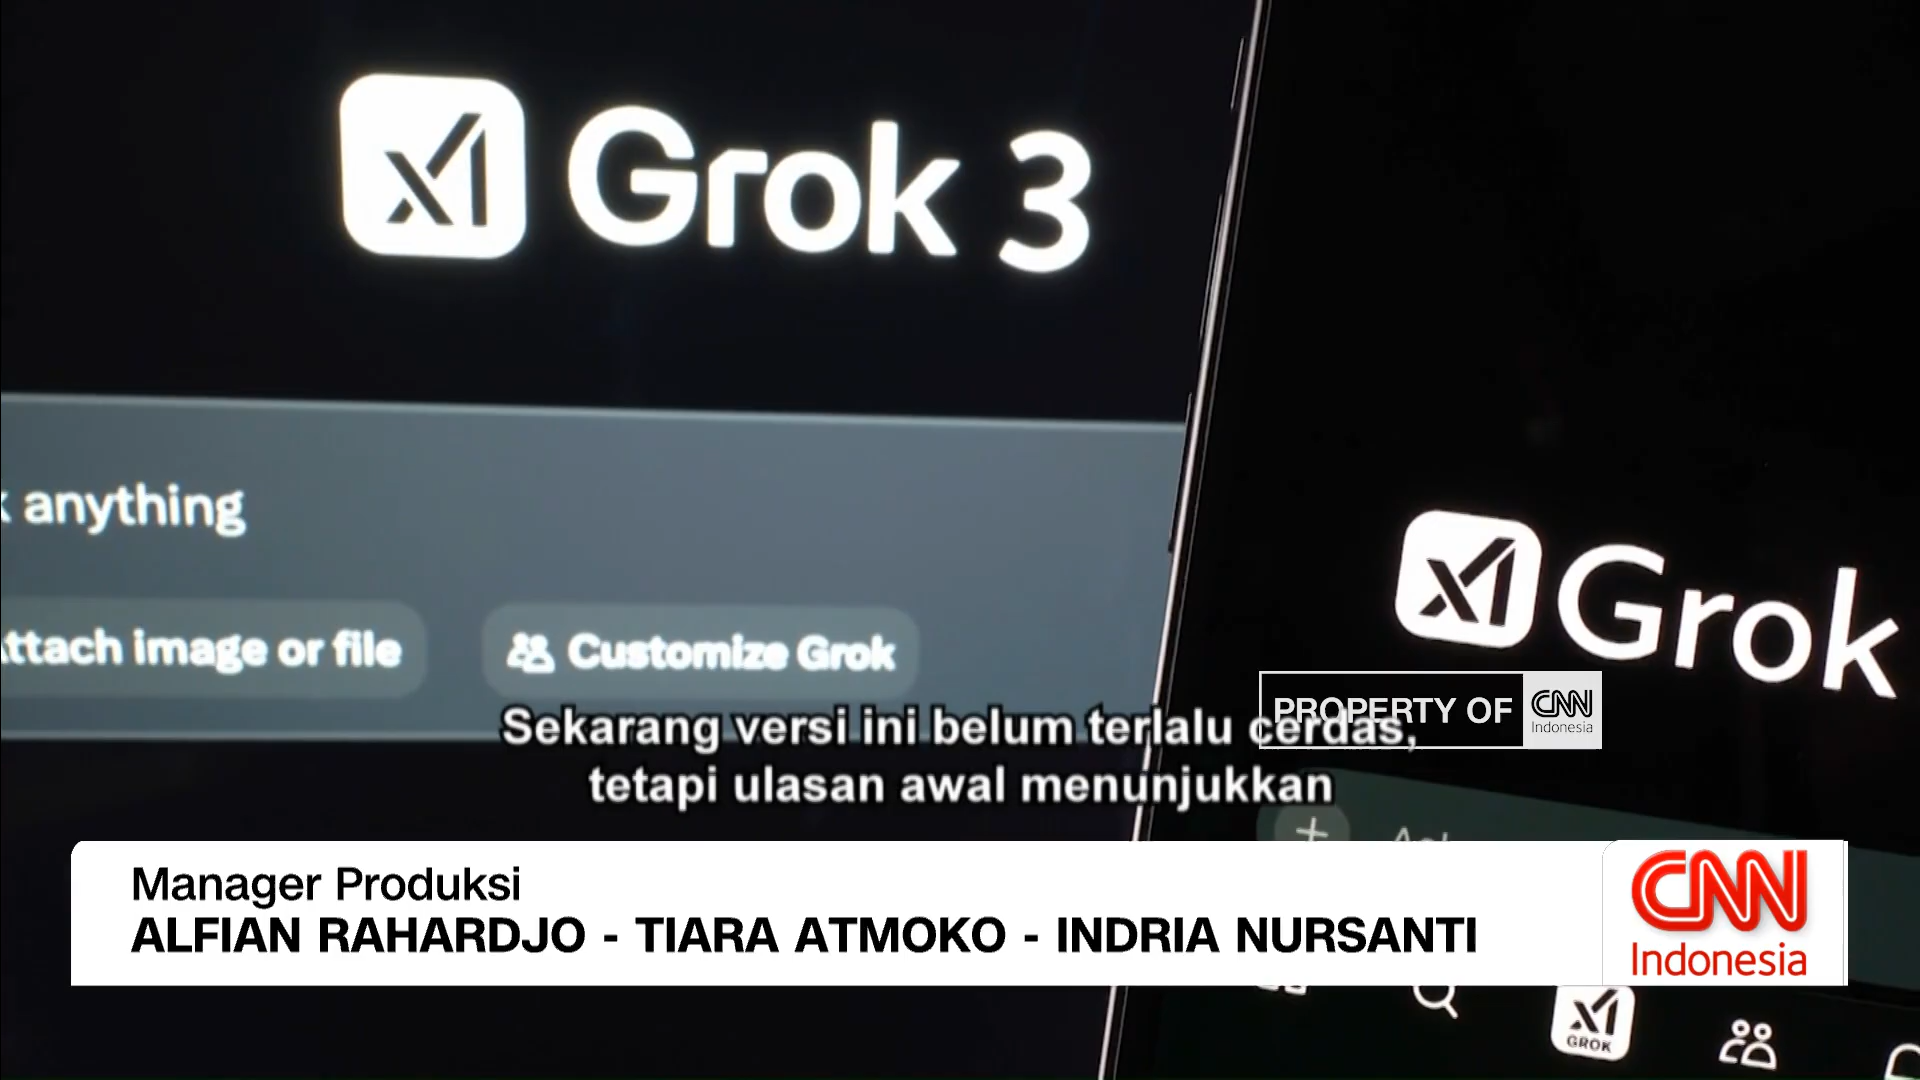 Grok 3
anything
ttach image or file
Customize Grok
Grok
PROPERTY OF CNN Indonesia
Sekarang versi ini belum terlalu cerdas,
tetapi ulasan awal menunjukkan
Manager Produksi
ALFIAN RAHARDJO - TIARA ATMOKO - INDRIA NURSANTI
CNN
Indonesia
GROK